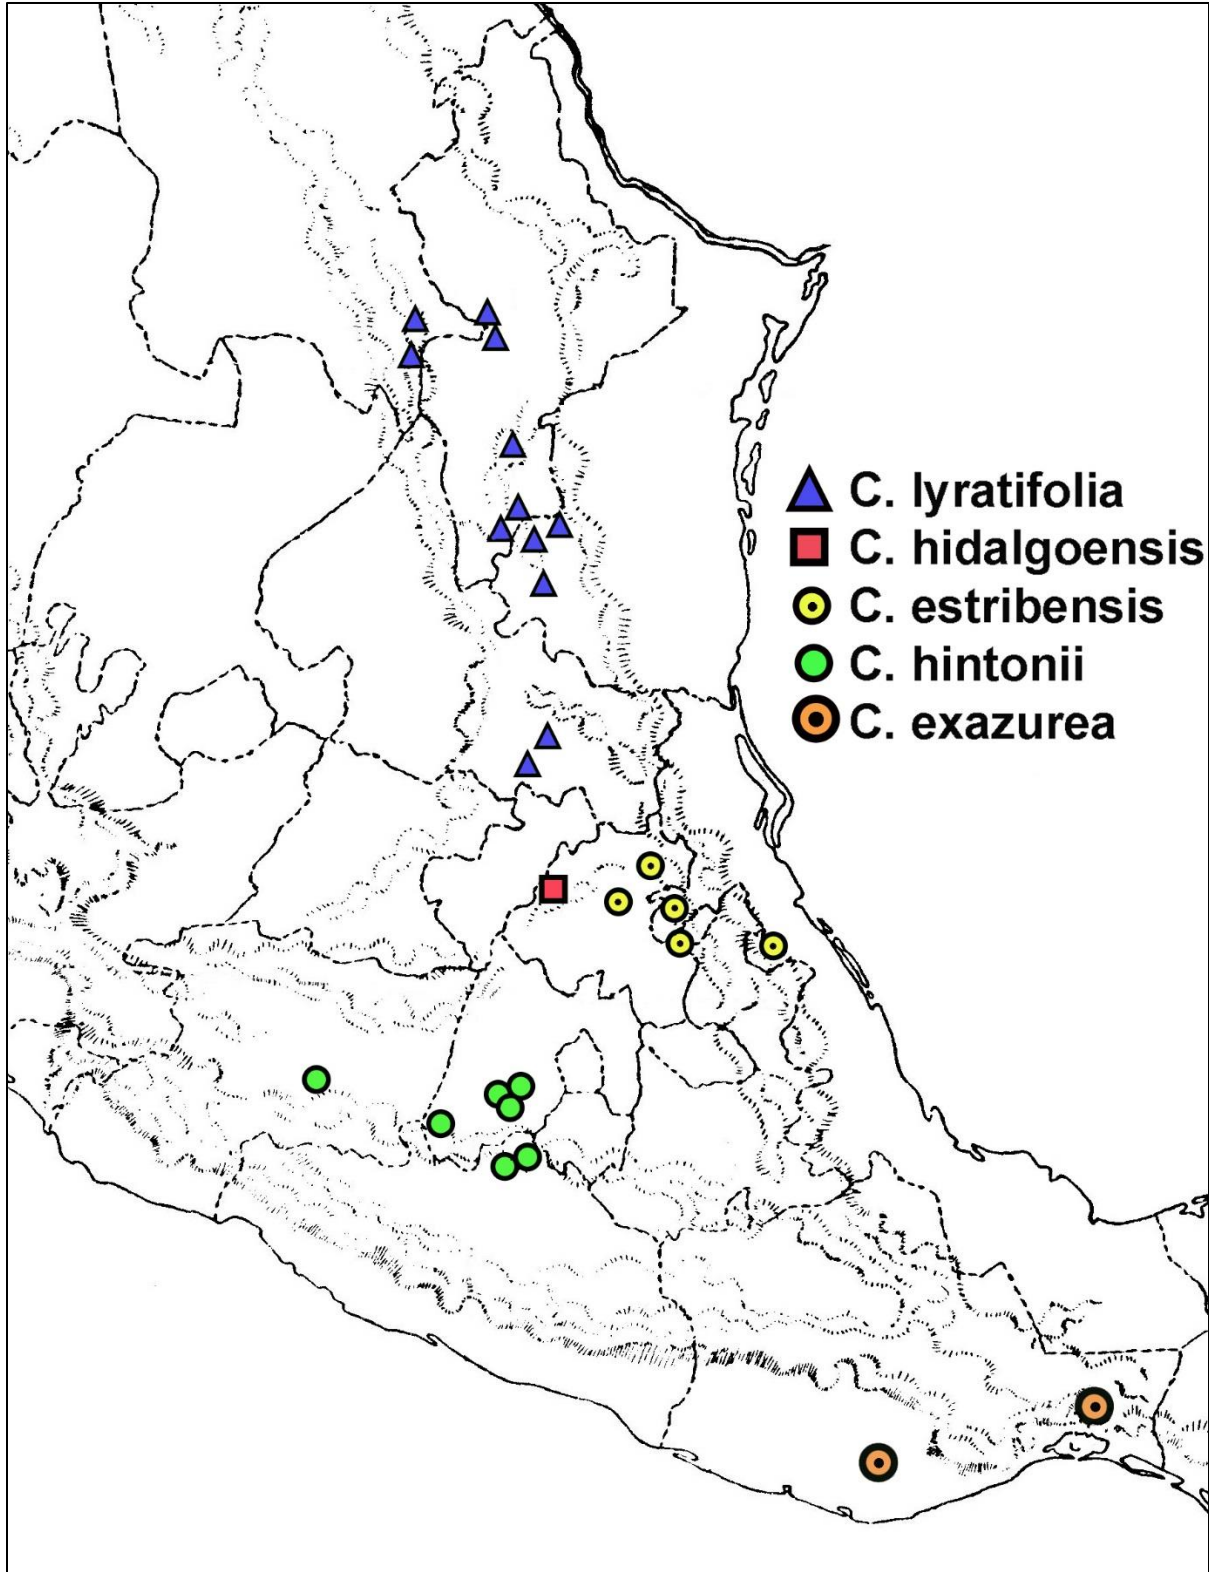 C. lyratifolia
C. hidalgoensis
C. estribensis
C. hintonii
C. exazurea